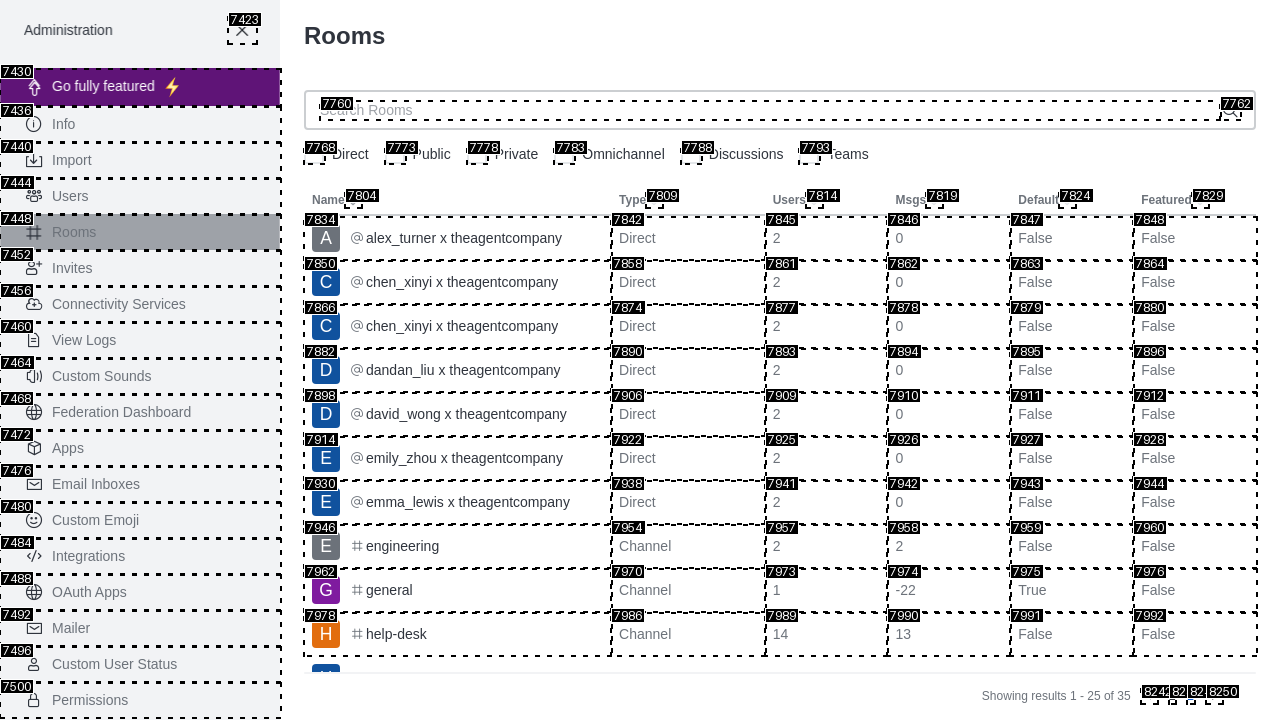 Administration
7423
7430 Go fully featured ⚡
7436 Info
7440 Import
7444 Users
7448 Rooms
7452 Invites
7456 Connectivity Services
7460 View Logs
7464 Custom Sounds
7468 Federation Dashboard
7472 Apps
7476 Email Inboxes
7480 Custom Emoji
7484 Integrations
7488 OAuth Apps
7492 Mailer
7496 Custom User Status
7500 Permissions
Rooms
7760 Search Rooms 7762
7768 Direct 7773 Public 7778 Private 7783 Omnichannel 7788 Discussions 7793 Teams
Name 7804 Type 7809 Users 7814 Msgs 7819 Default 7824 Featured 7829
7834 7842 7845 7846 7847 7848
A @ alex_turner x theagentcompany Direct 2 0 False False
7850 7858 7861 7862 7863 7864
C @ chen_xinyi x theagentcompany Direct 2 0 False False
7866 7874 7877 7878 7879 7880
C @ chen_xinyi x theagentcompany Direct 2 0 False False
7882 7890 7893 7894 7895 7896
D @ dandan_liu x theagentcompany Direct 2 0 False False
7898 7906 7909 7910 7911 7912
D @ david_wong x theagentcompany Direct 2 0 False False
7914 7922 7925 7926 7927 7928
E @ emily_zhou x theagentcompany Direct 2 0 False False
7930 7938 7941 7942 7943 7944
E @ emma_lewis x theagentcompany Direct 2 0 False False
7946 7954 7957 7958 7959 7960
E # engineering Channel 2 2 False False
7962 7970 7973 7974 7975 7976
G # general Channel 1 -22 True False
7978 7986 7989 7990 7991 7992
H # help-desk Channel 14 13 False False
Showing results 1 - 25 of 35 8250